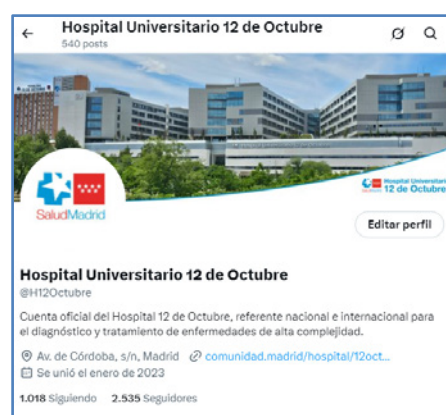 Hospital Universitario 12 de Octubre
540 posts
Hospital Universitario
12 de Octubre
SaludMadrid
Editar perfil
Hospital Universitario 12 de Octubre
@H12Octubre
Cuenta oficial del Hospital 12 de Octubre, referente nacional e internacional para
el diagnóstico y tratamiento de enfermedades de alta complejidad.
Av. de Córdoba, s/n, Madrid comunidad.madrid/hospital/12oct...
Se unió el enero de 2023
1.018 Siguiendo 2.535 Seguidores